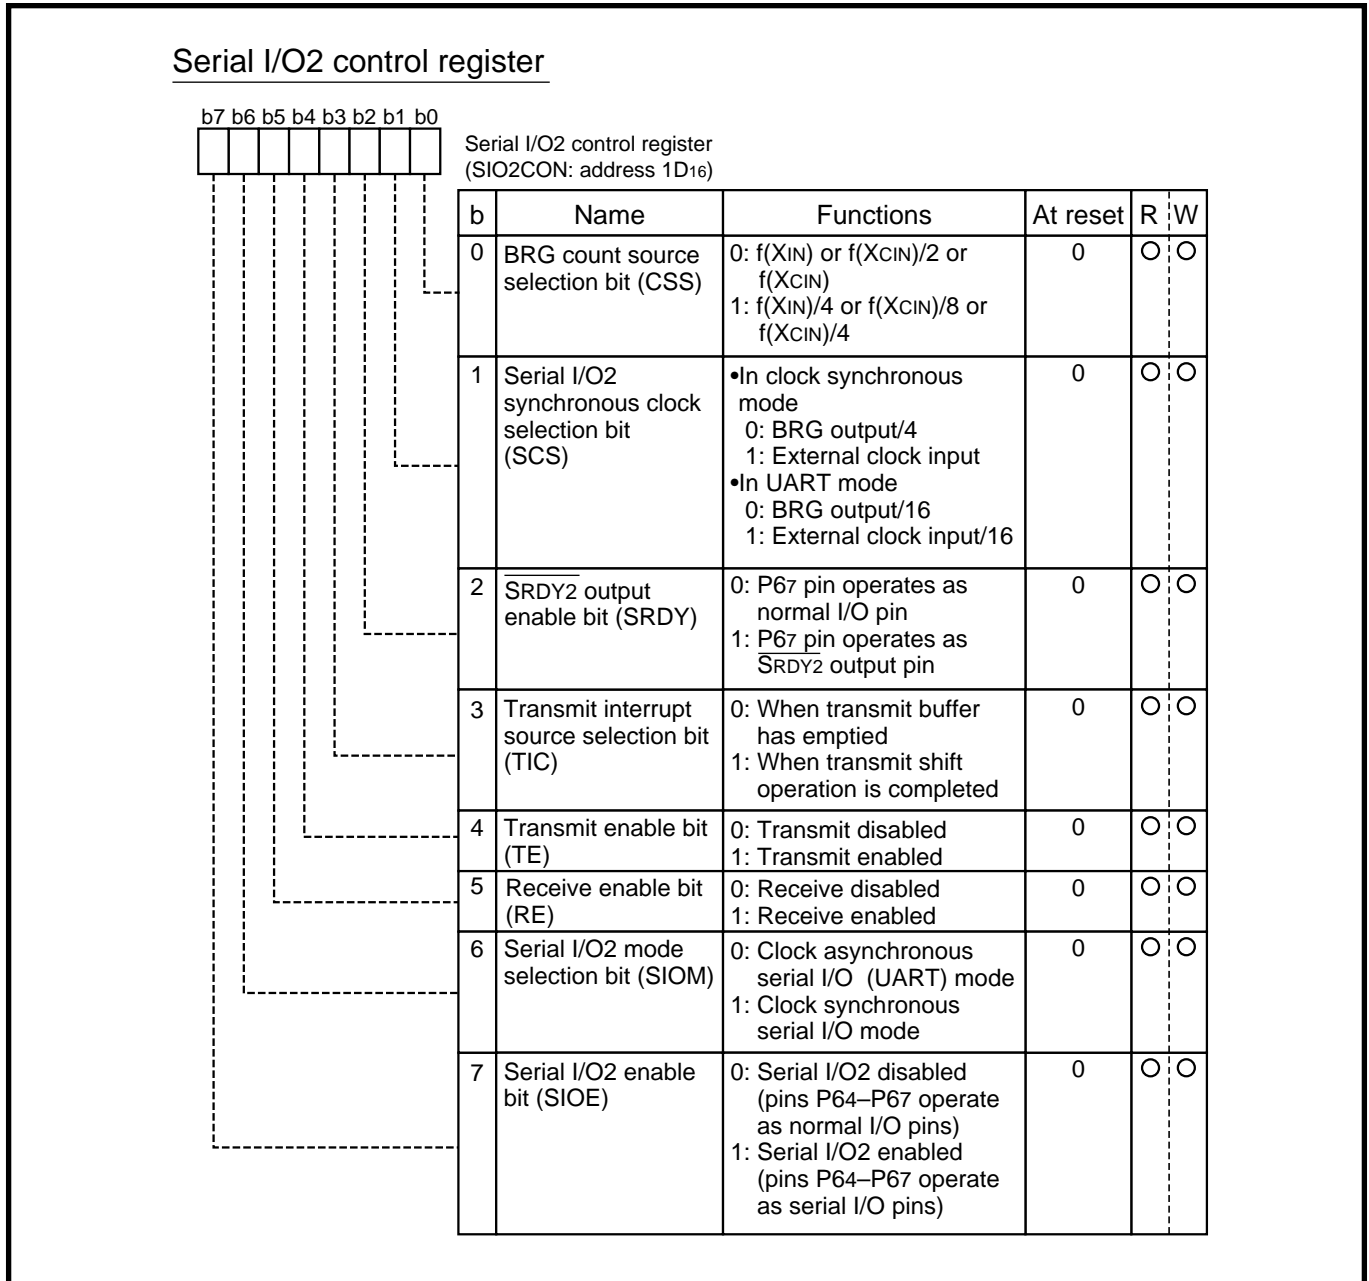 Serial I/O2 control register
b7 b6 b5 b4 b3 b2 b1 b0
Serial I/O2 control register
(SIO2CON: address 1D16)
b Name Functions At reset R W
0 BRG count source selection bit (CSS)
0: f(XIN) or f(XCIN)/2 or
f(XCIN)
1: f(XIN)/4 or f(XCIN)/8 or
f(XCIN)/4
0 O O
1 Serial I/O2
synchronous clock
selection bit
(SCS)
•In clock synchronous
mode
0: BRG output/4
1: External clock input
•In UART mode
0: BRG output/16
1: External clock input/16
0 O O
2 SRDY2 output
enable bit (SRDY)
0: P67 pin operates as
normal I/O pin
1: P67 pin operates as
SRDY2 output pin
0 O O
3 Transmit interrupt
source selection bit
(TIC)
0: When transmit buffer
has emptied
1: When transmit shift
operation is completed
0 O O
4 Transmit enable bit
(TE)
0: Transmit disabled
1: Transmit enabled
0 O O
5 Receive enable bit
(RE)
0: Receive disabled
1: Receive enabled
0 O O
6 Serial I/O2 mode
selection bit (SIOM)
0: Clock asynchronous
serial I/O (UART) mode
1: Clock synchronous
serial I/O mode
0 O O
7 Serial I/O2 enable
bit (SIOE)
0: Serial I/O2 disabled
(pins P64–P67 operate
as normal I/O pins)
1: Serial I/O2 enabled
(pins P64–P67 operate
as serial I/O pins)
0 O O